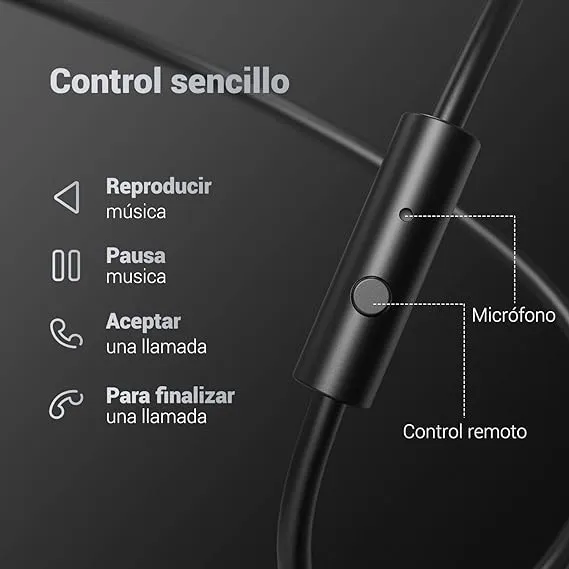 Control sencillo
Reproducir
música
Pausa
musica
Aceptar
una llamada
Para finalizar
una llamada
Micrófono
Control remoto